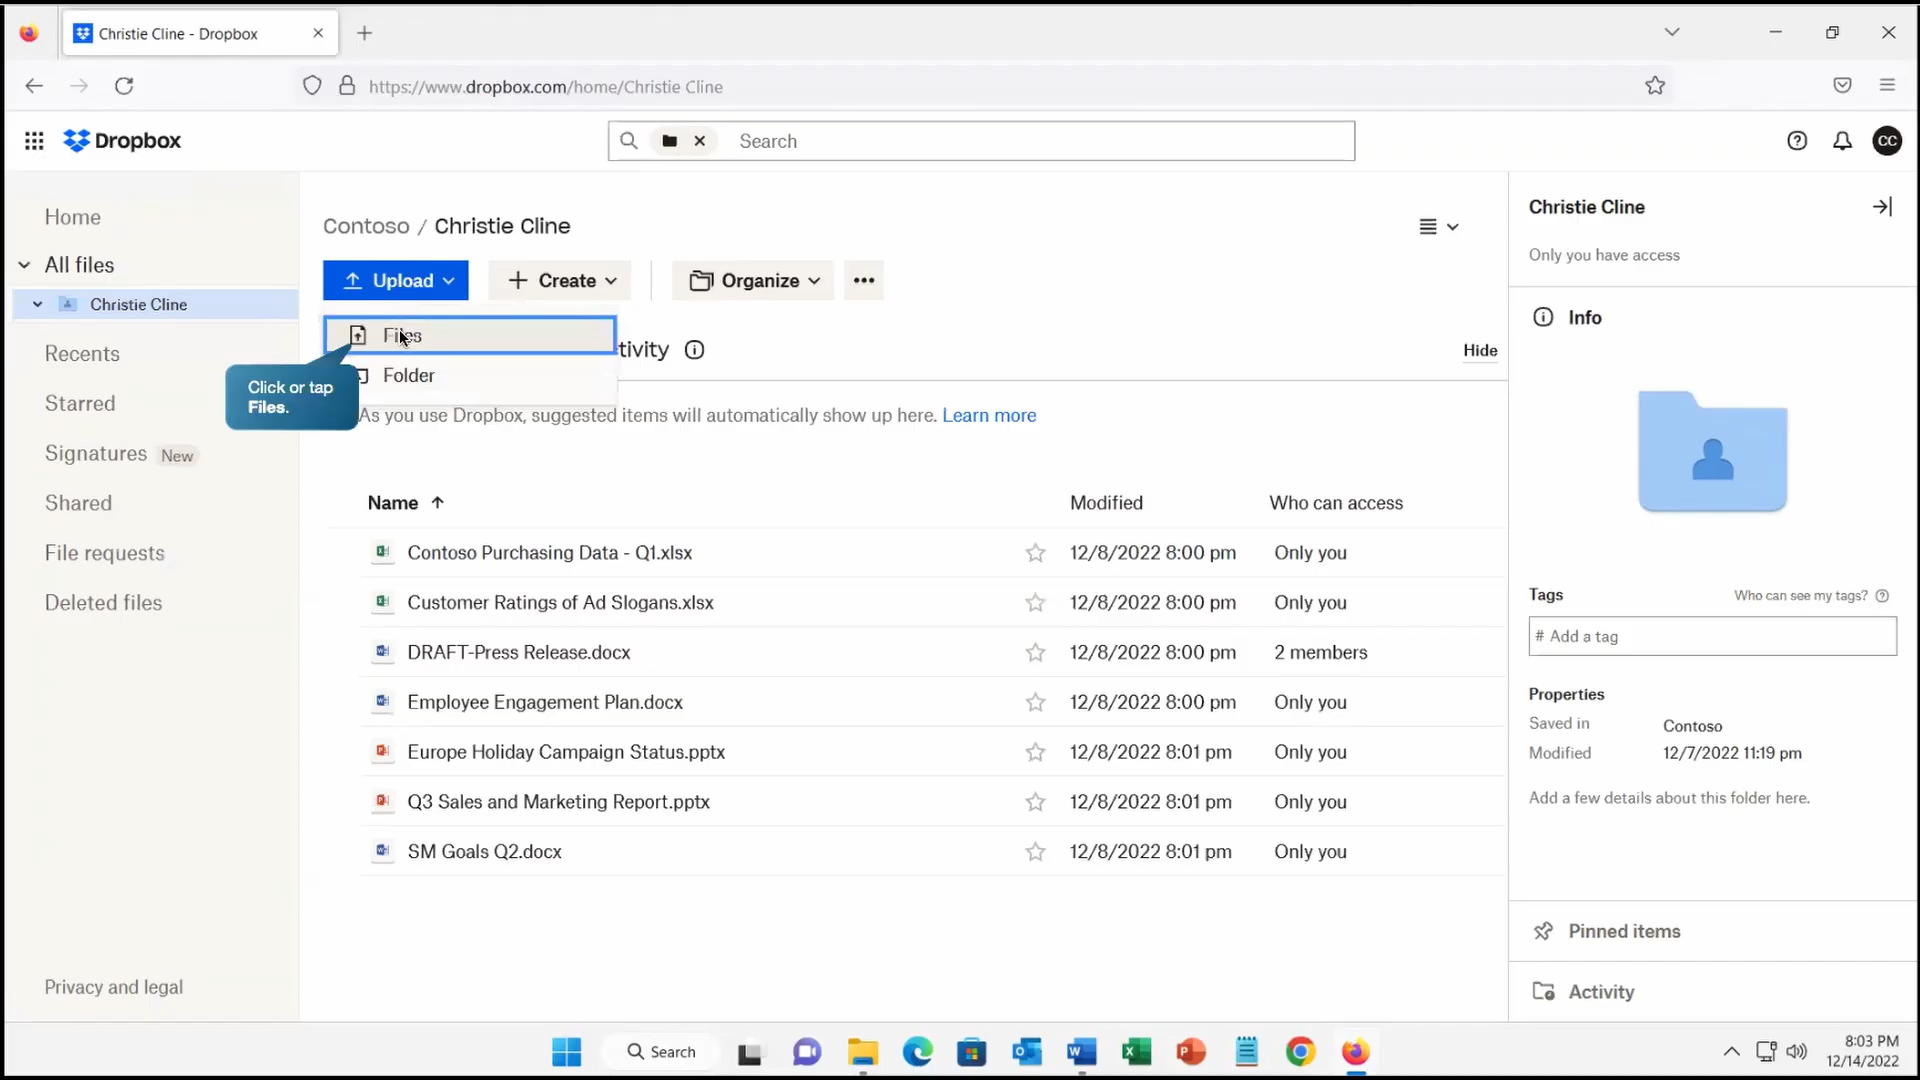 Christie Cline - Dropbox
https://www.dropbox.com/home/Christie Cline
Dropbox
Search
CC
Home
All files
Christie Cline
Recents
Starred
Signatures New
Shared
File requests
Deleted files
Privacy and legal
Contoso / Christie Cline
Upload
Create
Organize
Files
Folder
Click or tap
Files.
tivity
Hide
As you use Dropbox, suggested items will automatically show up here. Learn more
Name Modified Who can access
Contoso Purchasing Data - Q1.xlsx 12/8/2022 8:00 pm Only you
Customer Ratings of Ad Slogans.xlsx 12/8/2022 8:00 pm Only you
DRAFT-Press Release.docx 12/8/2022 8:00 pm 2 members
Employee Engagement Plan.docx 12/8/2022 8:00 pm Only you
Europe Holiday Campaign Status.pptx 12/8/2022 8:01 pm Only you
Q3 Sales and Marketing Report.pptx 12/8/2022 8:01 pm Only you
SM Goals Q2.docx 12/8/2022 8:01 pm Only you
Christie Cline
Only you have access
Info
Tags Who can see my tags?
# Add a tag
Properties
Saved in Contoso
Modified 12/7/2022 11:19 pm
Add a few details about this folder here.
Pinned items
Activity
Search
8:03 PM
12/14/2022